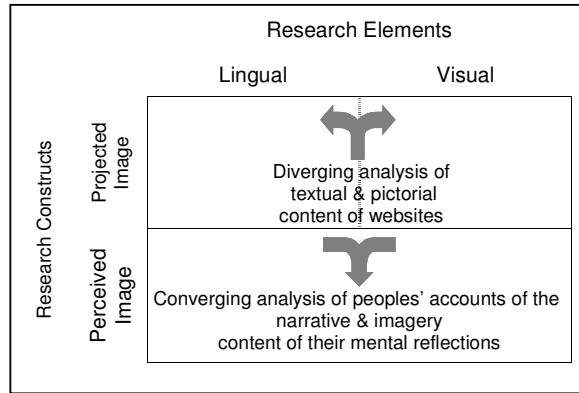 Research Elements
Lingual Visual
Research Constructs
Projected
Image
Diverging analysis of
textual & pictorial
content of websites
Perceived
Image
Converging analysis of peoples’ accounts of the
narrative & imagery
content of their mental reflections